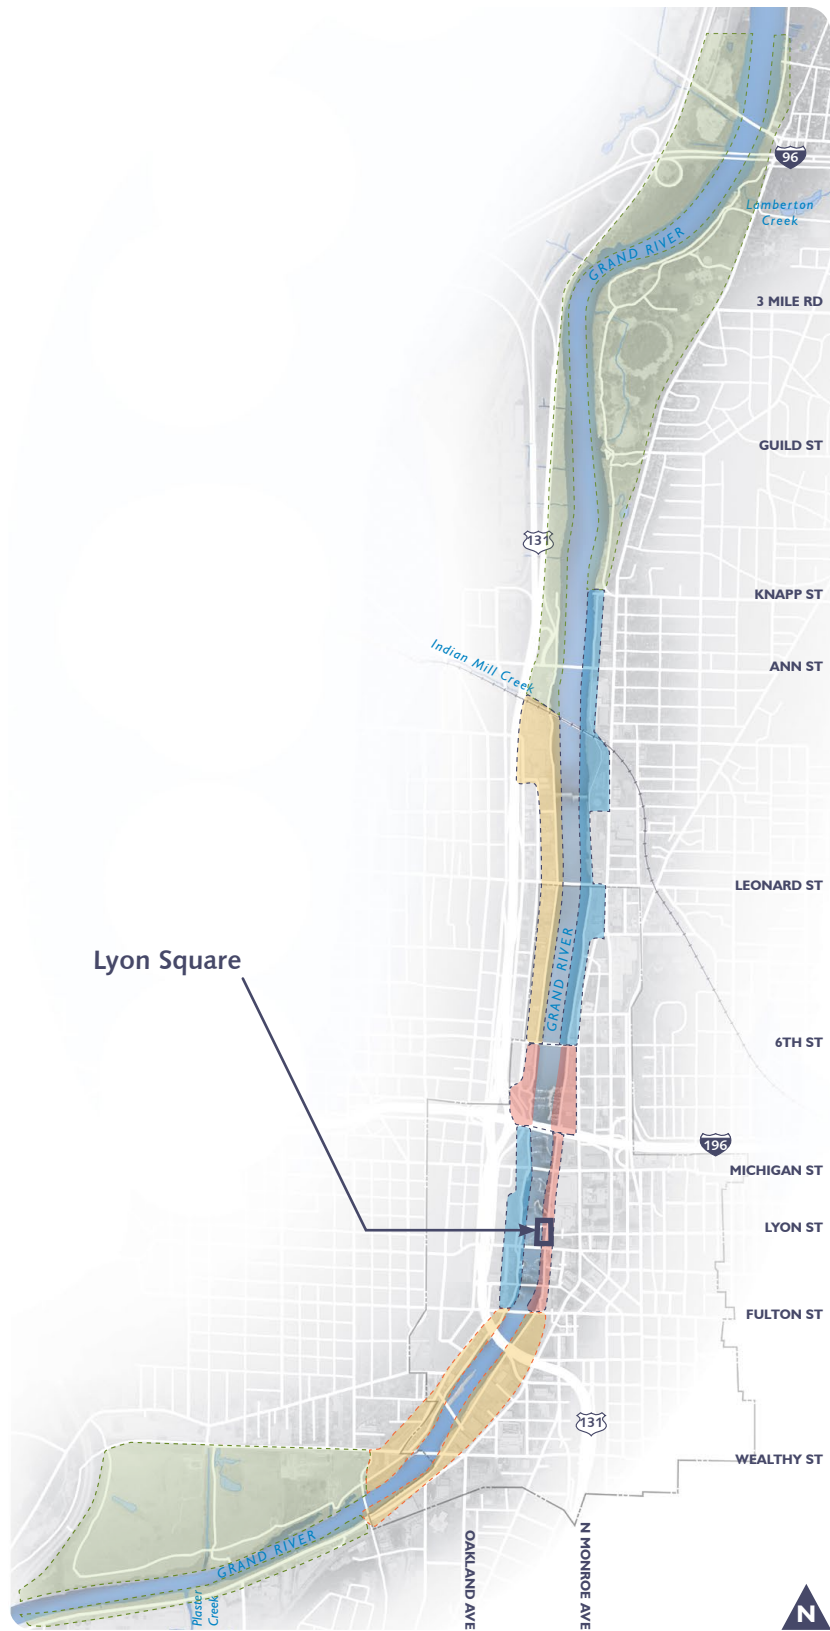 96
Lamberton
Creek
GRAND RIVER
3 MILE RD
GUILD ST
131
KNAPP ST
Indian Mill Creek
ANN ST
LEONARD ST
GRAND RIVER
Lyon Square
6TH ST
196
MICHIGAN ST
LYON ST
FULTON ST
131
WEALTHY ST
GRAND RIVER
Plaster
Creek
OAKLAND AVE
N MONROE AVE
N